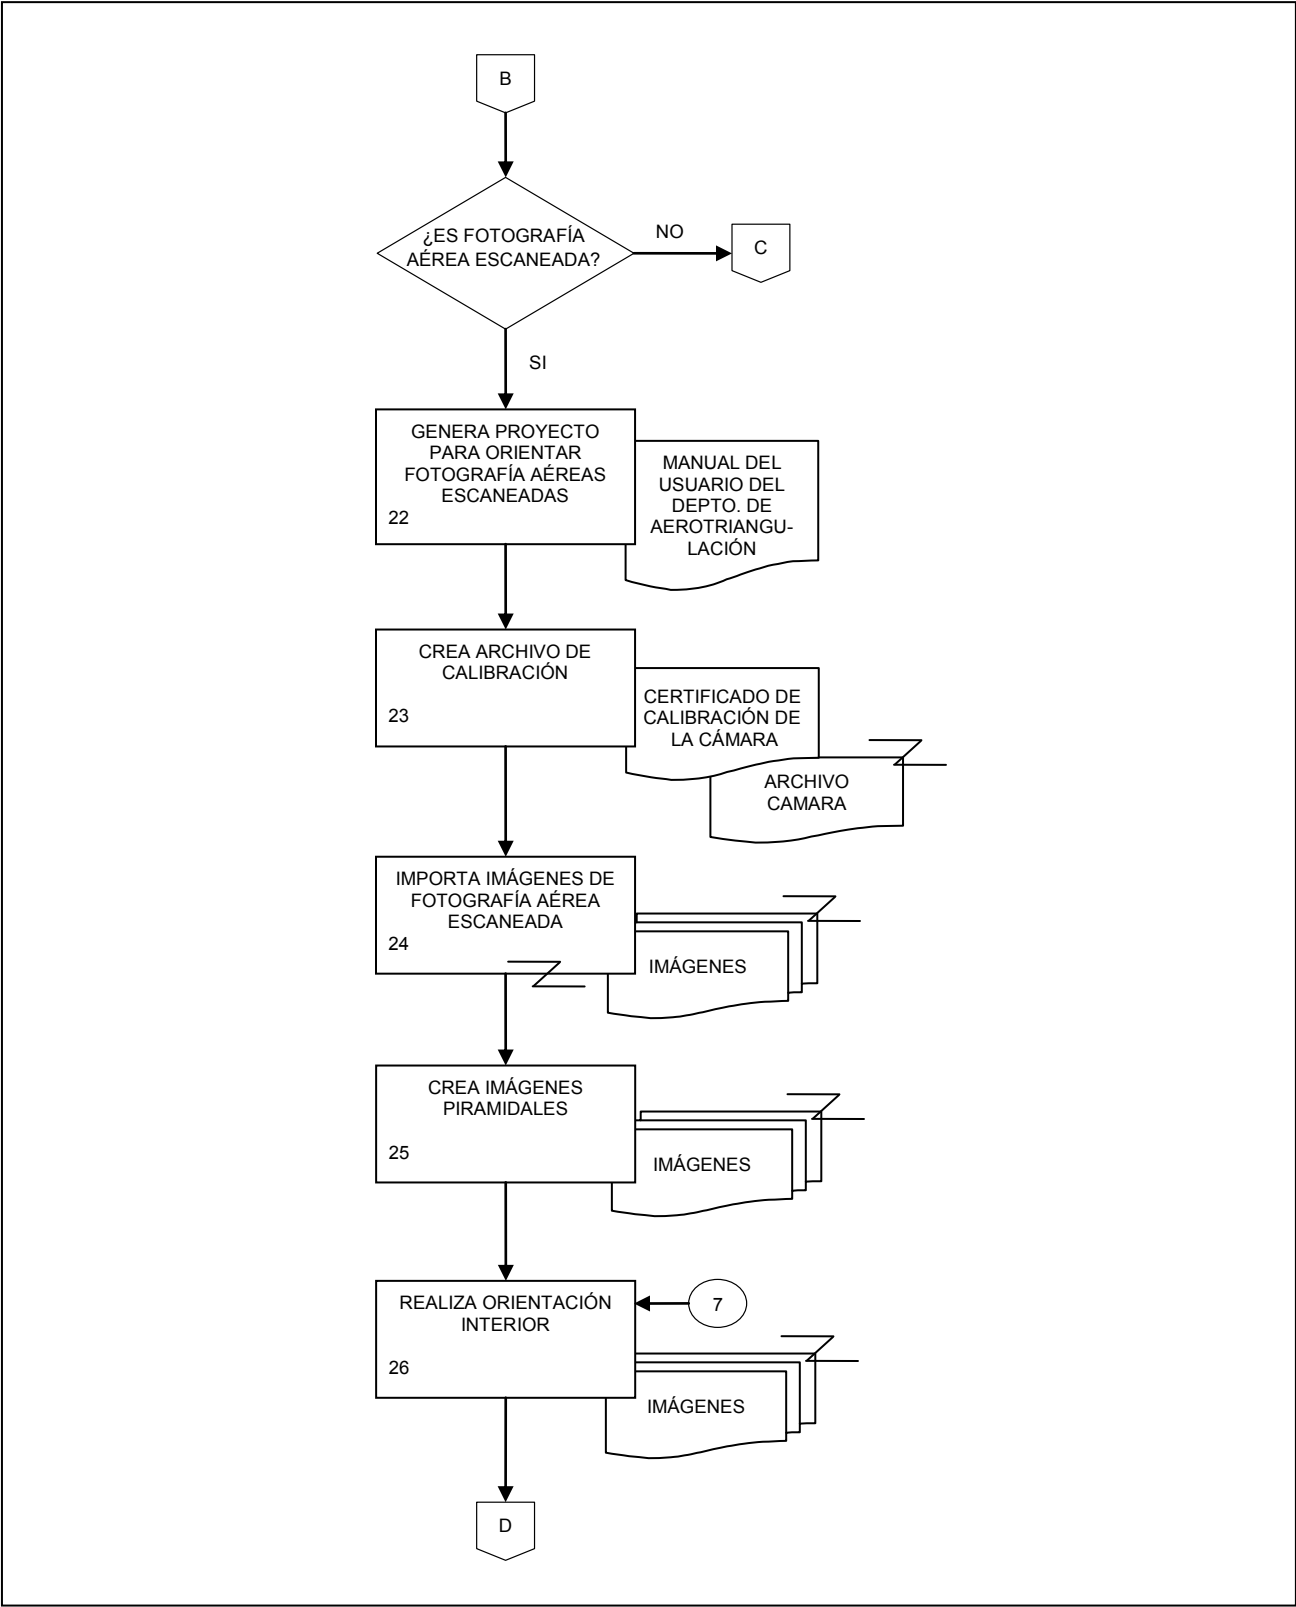 B
¿ES FOTOGRAFÍA
AÉREA ESCANEADA?
NO
C
SI
GENERA PROYECTO
PARA ORIENTAR
FOTOGRAFÍA AÉREAS
ESCANEADAS
22
MANUAL DEL
USUARIO DEL
DEPTO. DE
AEROTRIANGU-
LACIÓN
CREA ARCHIVO DE
CALIBRACIÓN
23
CERTIFICADO DE
CALIBRACIÓN DE
LA CÁMARA
ARCHIVO
CAMARA
IMPORTA IMÁGENES DE
FOTOGRAFÍA AÉREA
ESCANEADA
24
IMÁGENES
CREA IMÁGENES
PIRAMIDALES
25
IMÁGENES
REALIZA ORIENTACIÓN
INTERIOR
26
7
IMÁGENES
D